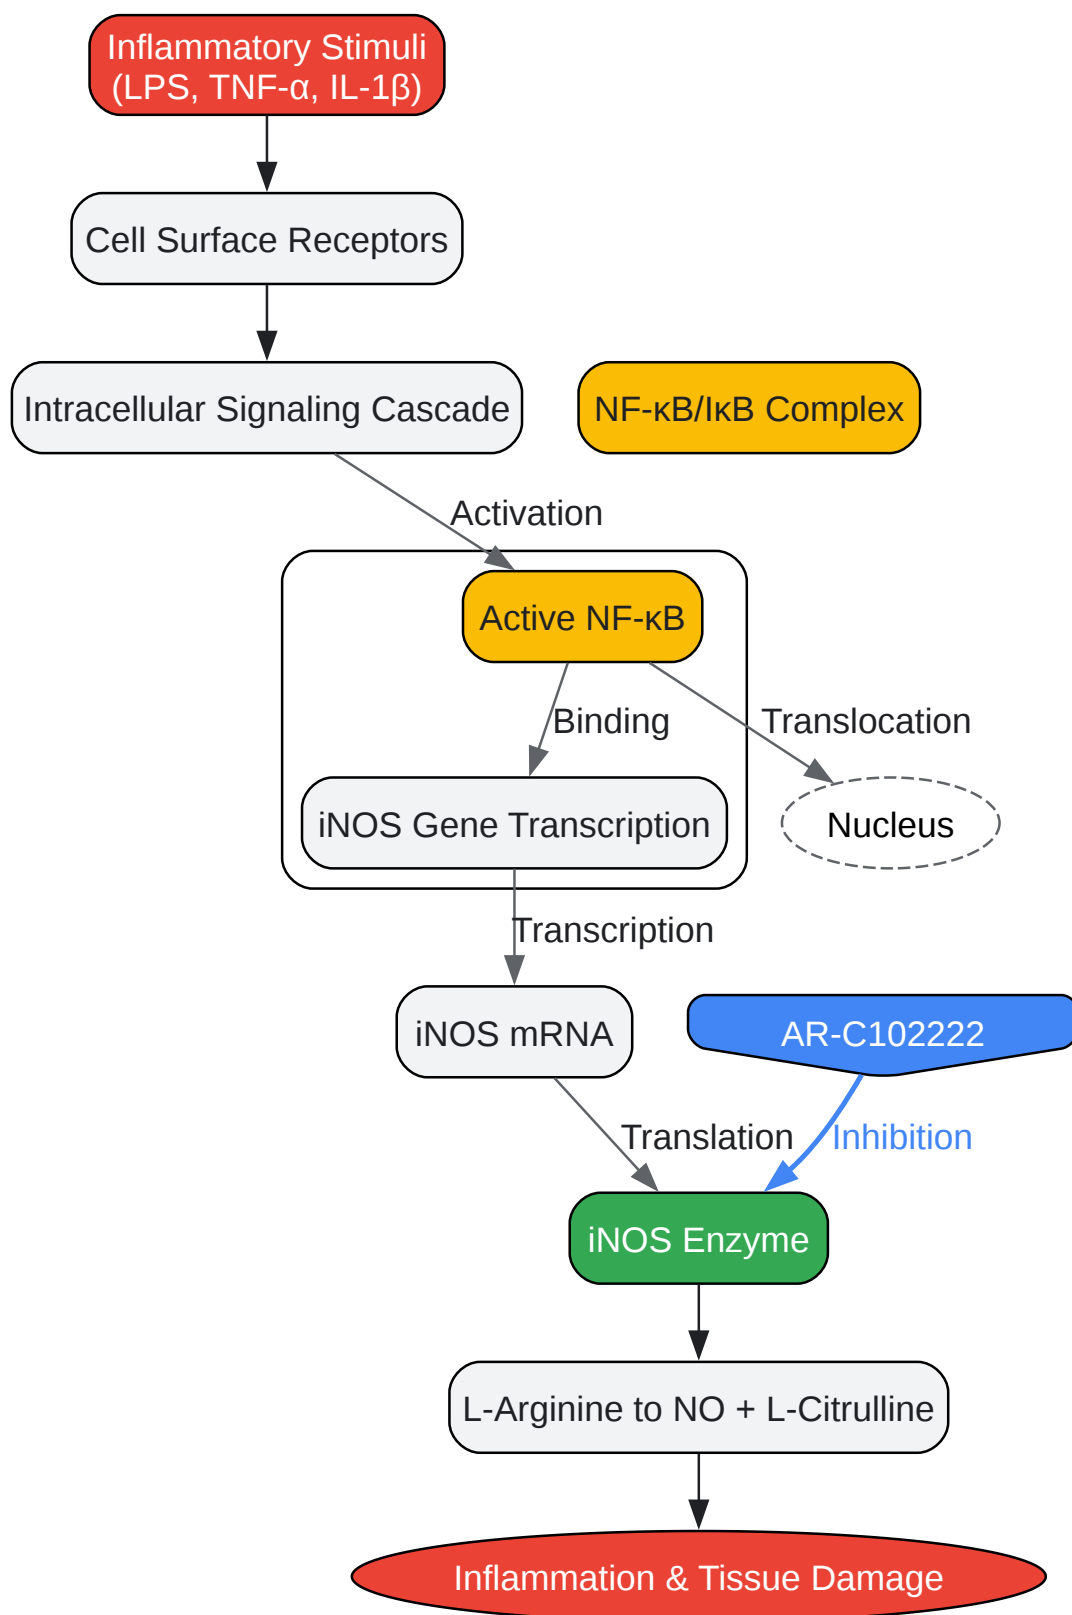 Inflammatory Stimuli
(LPS, TNF-α, IL-1β)
Cell Surface Receptors
Intracellular Signaling Cascade
NF-κB/IκB Complex
Activation
Active NF-κB
Binding
Translocation
iNOS Gene Transcription
Nucleus
Transcription
iNOS mRNA
AR-C102222
Translation
Inhibition
iNOS Enzyme
L-Arginine to NO + L-Citrulline
Inflammation & Tissue Damage